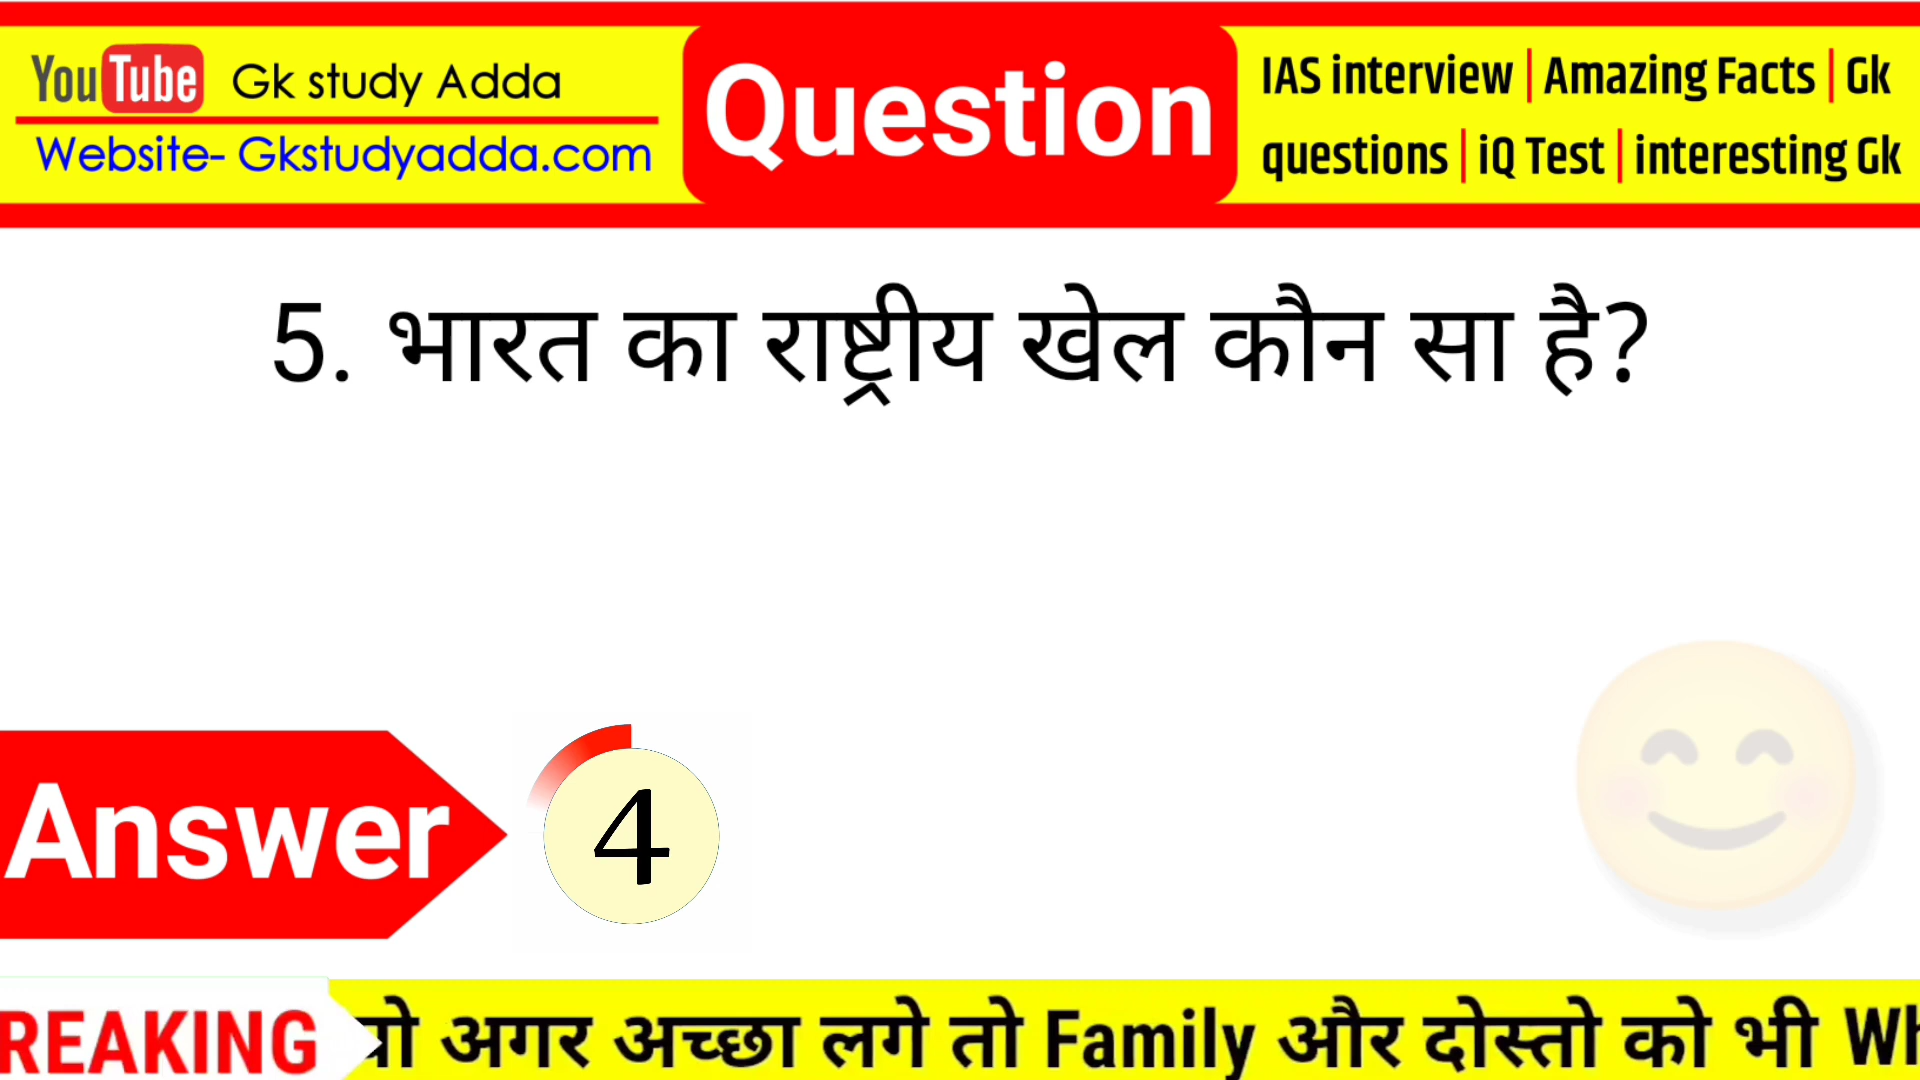 YouTube Gk study Adda
Website- Gkstudyadda.com
Question
IAS interview | Amazing Facts | Gk
questions | iQ Test | interesting Gk
5. भारत का राष्ट्रीय खेल कौन सा है?
Answer
4
REAKING
अगर अच्छा लगे तो Family और दोस्तो को भी Wh